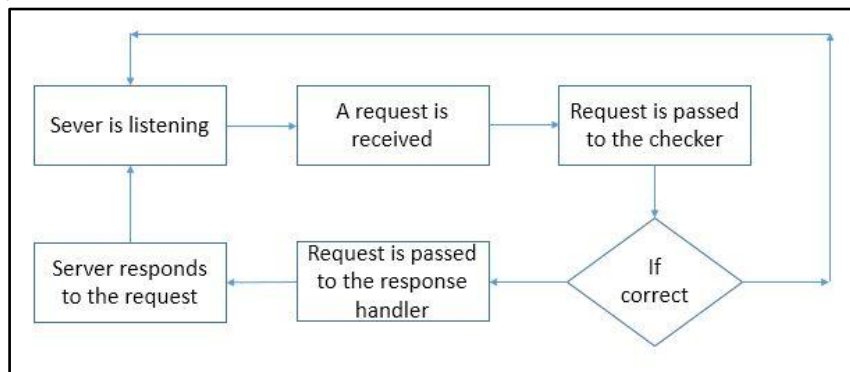 Sever is listening
A request is
received
Request is passed
to the checker
If
correct
Request is passed
to the response
handler
Server responds
to the request